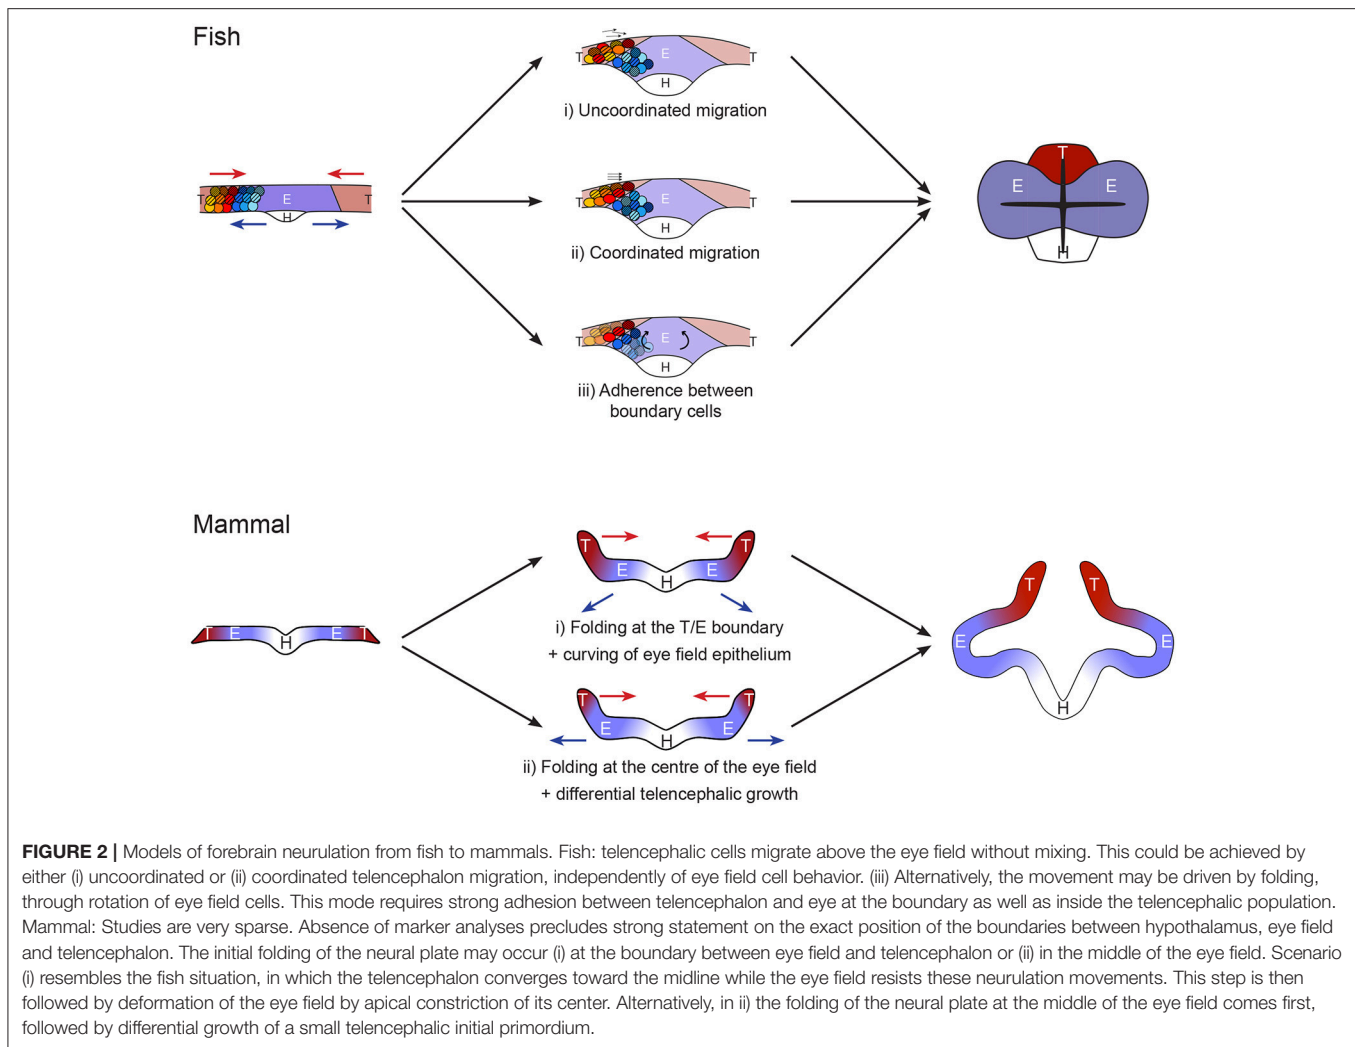 Fish
T
E
T
H
i) Uncoordinated migration
T
E
T
H
T
E
T
H
ii) Coordinated migration
T
E
E
H
T
E
T
H
iii) Adherence between
boundary cells
Mammal
T
T
E
H
E
i) Folding at the T/E boundary
+ curving of eye field epithelium
T E H E T
T
T
E
E
H
T
T
E
H
E
ii) Folding at the centre of the eye field
+ differential telencephalic growth
FIGURE 2 | Models of forebrain neurulation from fish to mammals. Fish: telencephalic cells migrate above the eye field without mixing. This could be achieved by
either (i) uncoordinated or (ii) coordinated telencephalon migration, independently of eye field cell behavior. (iii) Alternatively, the movement may be driven by folding,
through rotation of eye field cells. This mode requires strong adhesion between telencephalon and eye at the boundary as well as inside the telencephalic population.
Mammal: Studies are very sparse. Absence of marker analyses precludes strong statement on the exact position of the boundaries between hypothalamus, eye field
and telencephalon. The initial folding of the neural plate may occur (i) at the boundary between eye field and telencephalon or (ii) in the middle of the eye field. Scenario
(i) resembles the fish situation, in which the telencephalon converges toward the midline while the eye field resists these neurulation movements. This step is then
followed by deformation of the eye field by apical constriction of its center. Alternatively, in ii) the folding of the neural plate at the middle of the eye field comes first,
followed by differential growth of a small telencephalic initial primordium.